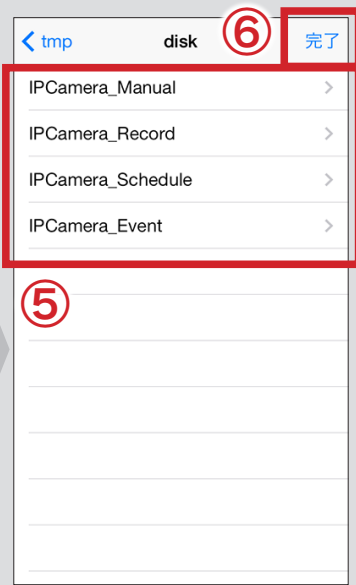 ⑥
tmp disk 完了
IPCamera_Manual
IPCamera_Record
IPCamera_Schedule
IPCamera_Event
⑤